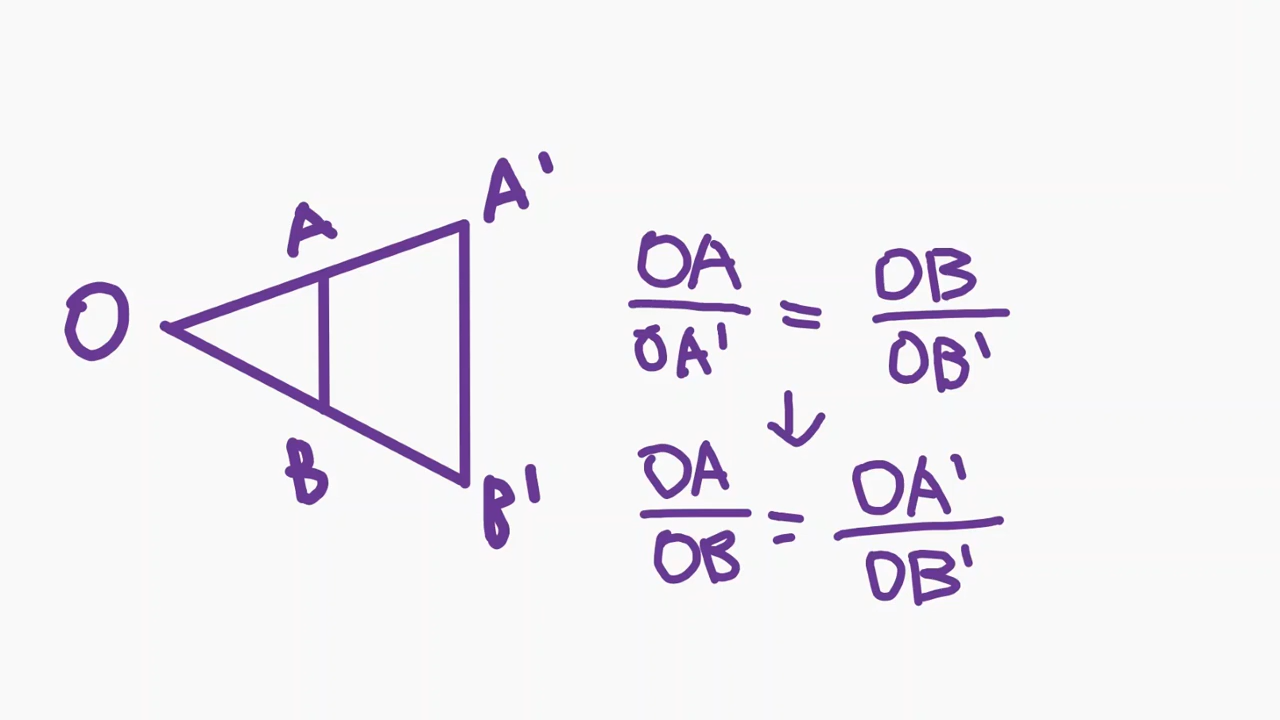 A'
A
O
B
B'
OA/OA' = OB/OB'
↓
OA/OB = OA'/OB'